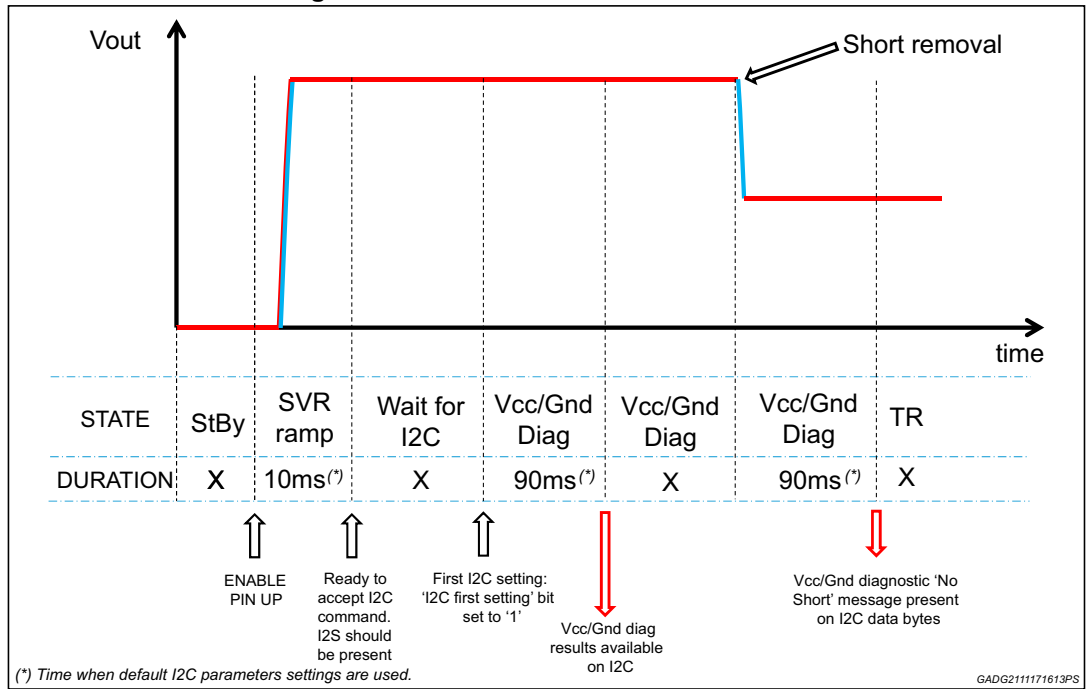 Vout
Short removal
time
STATE
StBy
SVR
ramp
Wait for
I2C
Vcc/Gnd
Diag
Vcc/Gnd
Diag
Vcc/Gnd
Diag
TR
DURATION
X
10ms(*)
X
90ms(*)
X
90ms(*)
X
ENABLE
PIN UP
Ready to
accept I2C
command.
I2S should
be present
First I2C setting:
'I2C first setting' bit
set to '1'
Vcc/Gnd diag
results available
on I2C
Vcc/Gnd diagnostic 'No
Short' message present
on I2C data bytes
(*) Time when default I2C parameters settings are used.
GADG2111171613PS